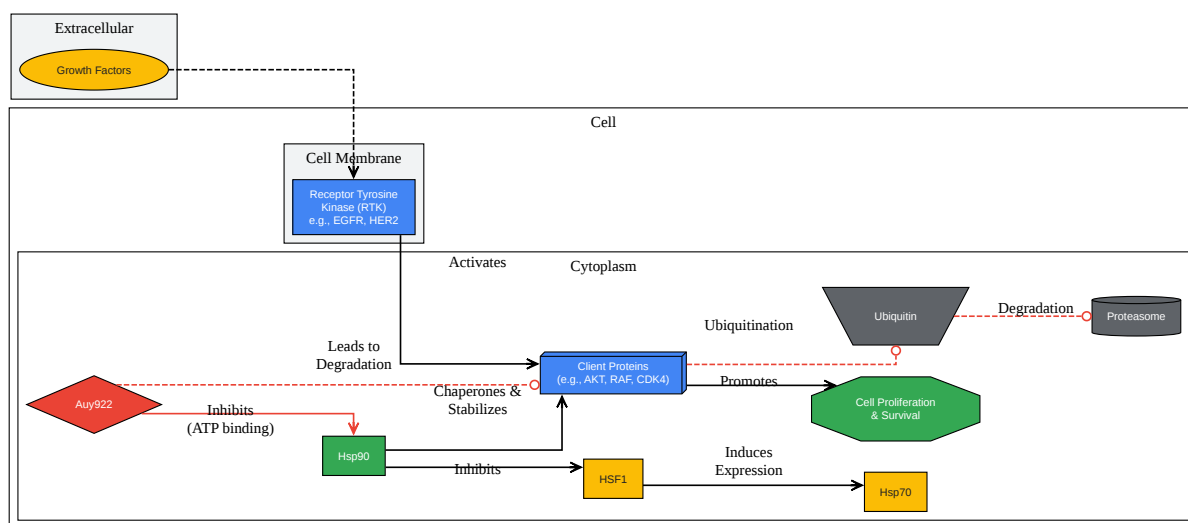 Extracellular
Growth Factors
Cell
Cell Membrane
Receptor Tyrosine
Kinase (RTK)
e.g., EGFR, HER2
Activates
Cytoplasm
Ubiquitin
Degradation
Proteasome
Ubiquitination
Leads to
Degradation
Client Proteins
(e.g., AKT, RAF, CDK4)
Promotes
Chaperones &
Stabilizes
Auy922
Inhibits
(ATP binding)
Cell Proliferation
& Survival
Hsp90
Inhibits
HSF1
Induces
Expression
Hsp70